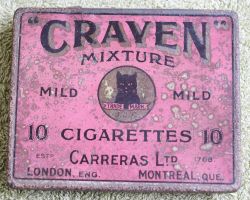 "CRAVEN"
MIXTURE
MILD MILD
TRADE MARK
10 CIGARETTES 10
ESTD 1788
CARRERAS LTD
LONDON, ENG. MONTREAL, QUE.